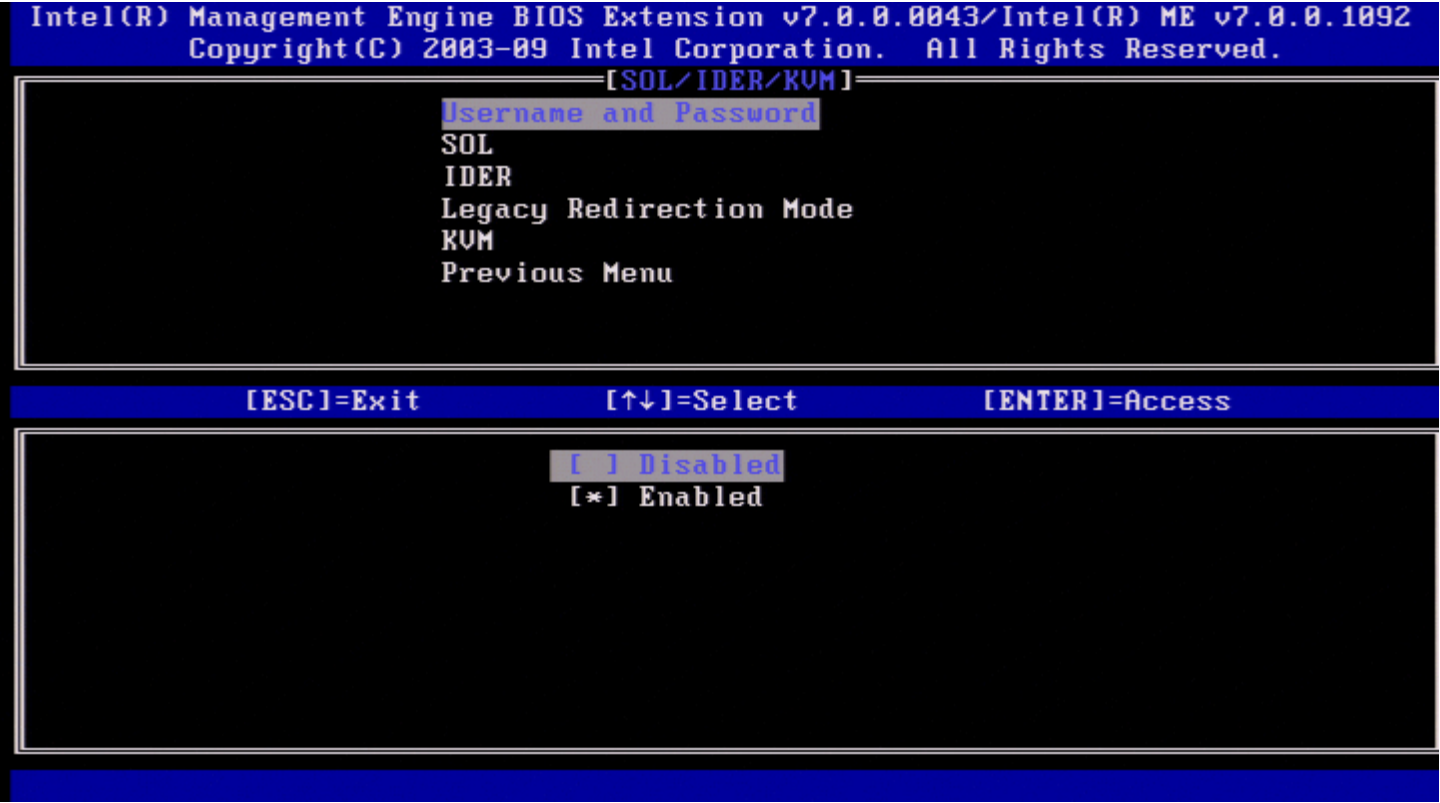 Intel(R) Management Engine BIOS Extension v7.0.0.0043/Intel(R) ME v7.0.0.1092
Copyright(C) 2003-09 Intel Corporation. All Rights Reserved.
[SOL/IDER/KVM]
Username and Password
SOL
IDER
Legacy Redirection Mode
KVM
Previous Menu
[ESC]=Exit [↑↓]=Select [ENTER]=Access
[ ] Disabled
[*] Enabled